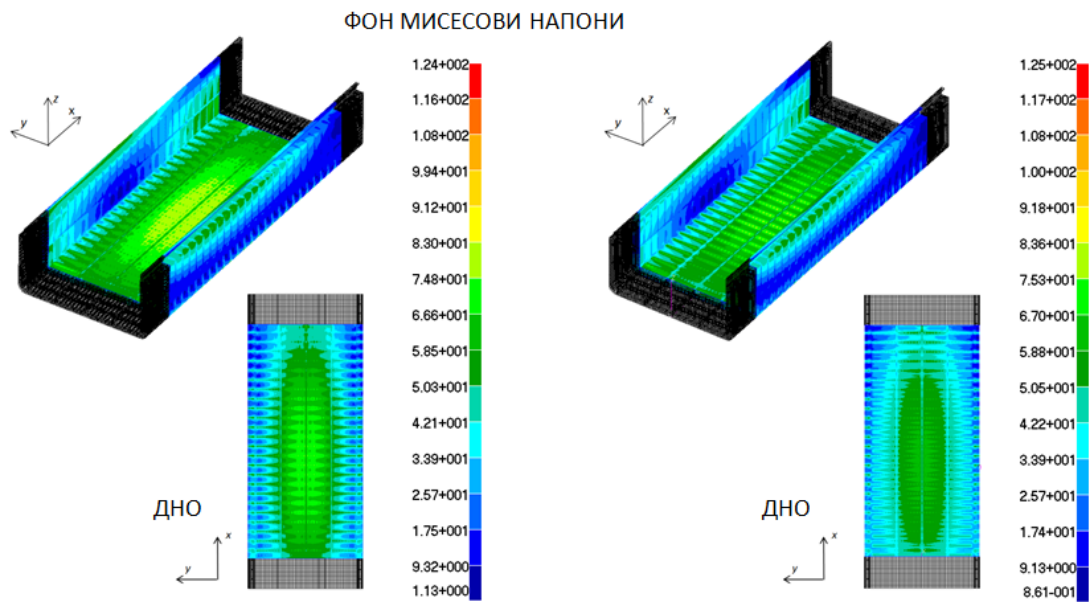 ФОН МИСЕСОВИ НАПОНИ
z
x
y
1.24+002
1.16+002
1.08+002
9.94+001
9.12+001
8.30+001
7.48+001
6.66+001
5.85+001
5.03+001
4.21+001
3.39+001
2.57+001
1.75+001
9.32+000
1.13+000
ДНО
x
y
z
x
y
1.25+002
1.17+002
1.08+002
1.00+002
9.18+001
8.36+001
7.53+001
6.70+001
5.88+001
5.05+001
4.22+001
3.39+001
2.57+001
1.74+001
9.13+000
8.61-001
ДНО
x
y